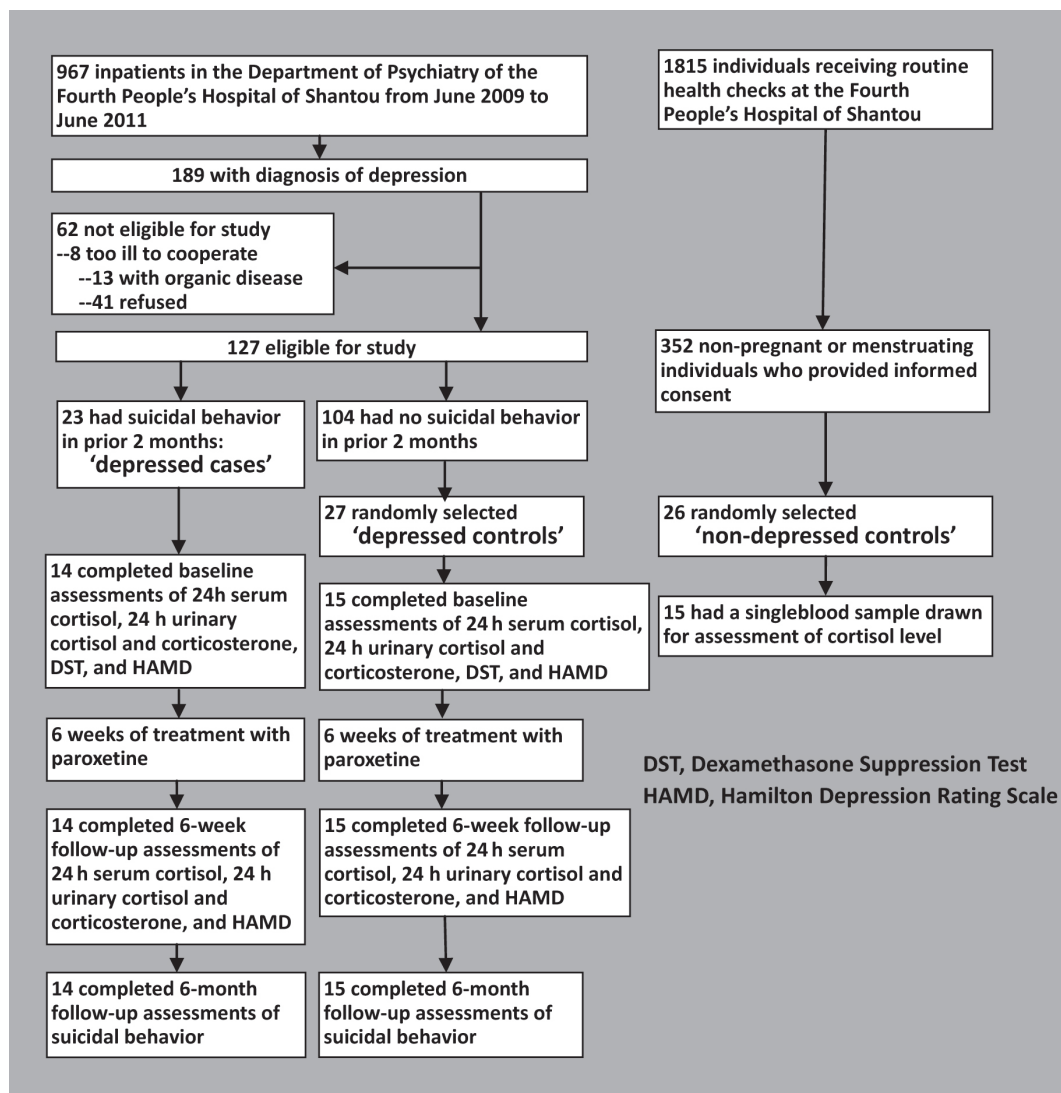 967 inpatients in the Department of Psychiatry of the
Fourth People's Hospital of Shantou from June 2009 to
June 2011
189 with diagnosis of depression
62 not eligible for study
--8 too ill to cooperate
--13 with organic disease
--41 refused
127 eligible for study
23 had suicidal behavior
in prior 2 months:
'depressed cases'
104 had no suicidal behavior
in prior 2 months
27 randomly selected
'depressed controls'
14 completed baseline
assessments of 24h serum
cortisol, 24 h urinary
cortisol and corticosterone,
DST, and HAMD
15 completed baseline
assessments of 24 h serum cortisol,
24 h urinary cortisol and
corticosterone, DST, and HAMD
6 weeks of treatment with
paroxetine
6 weeks of treatment with
paroxetine
14 completed 6-week
follow-up assessments of
24 h serum cortisol, 24 h
urinary cortisol and
corticosterone, and HAMD
15 completed 6-week follow-up
assessments of 24 h serum
cortisol, 24 h urinary cortisol and
corticosterone, and HAMD
14 completed 6-month
follow-up assessments of
suicidal behavior
15 completed 6-month
follow-up assessments of
suicidal behavior
1815 individuals receiving routine
health checks at the Fourth
People's Hospital of Shantou
352 non-pregnant or menstruating
individuals who provided informed
consent
26 randomly selected
'non-depressed controls'
15 had a singleblood sample drawn
for assessment of cortisol level
DST, Dexamethasone Suppression Test
HAMD, Hamilton Depression Rating Scale